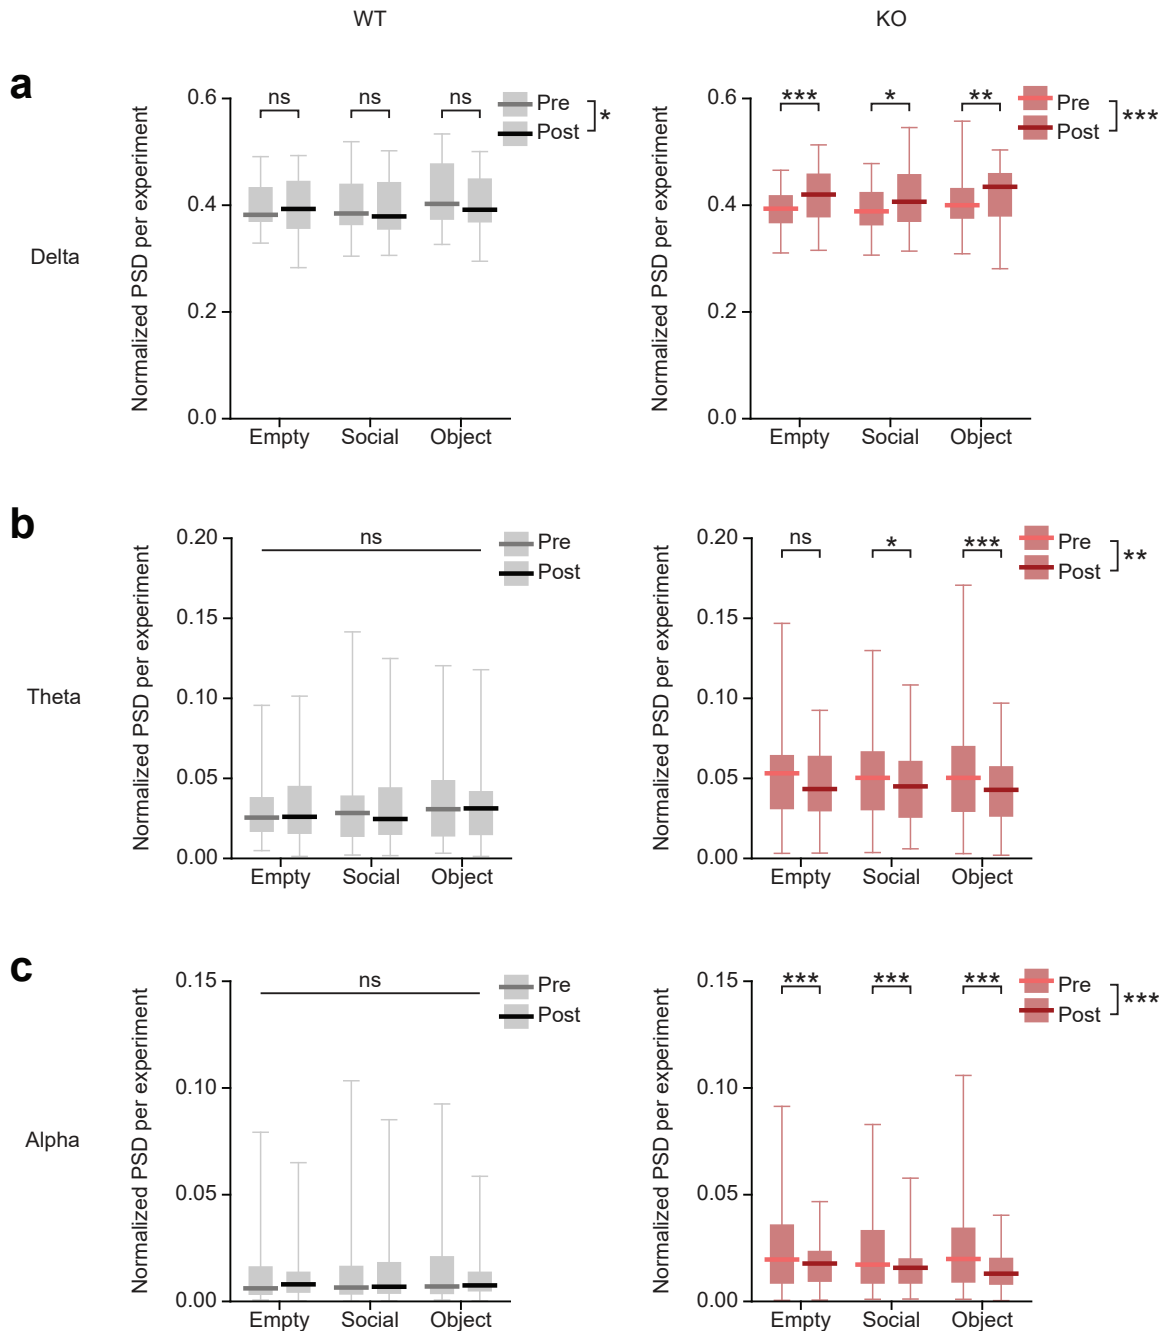 WT KO
a
ns ns ns Pre * Post
*** * ** Pre *** Post
0.6
0.4
0.2
0.0
Normalized PSD per experiment
Delta
Empty Social Object
0.6
0.4
0.2
0.0
Normalized PSD per experiment
Empty Social Object
b
ns Pre Post
ns * *** Pre ** Post
0.20
0.15
0.10
0.05
0.00
Normalized PSD per experiment
Theta
Empty Social Object
0.20
0.15
0.10
0.05
0.00
Normalized PSD per experiment
Empty Social Object
c
ns Pre Post
*** *** *** Pre *** Post
0.15
0.10
0.05
0.00
Normalized PSD per experiment
Alpha
Empty Social Object
0.15
0.10
0.05
0.00
Normalized PSD per experiment
Empty Social Object